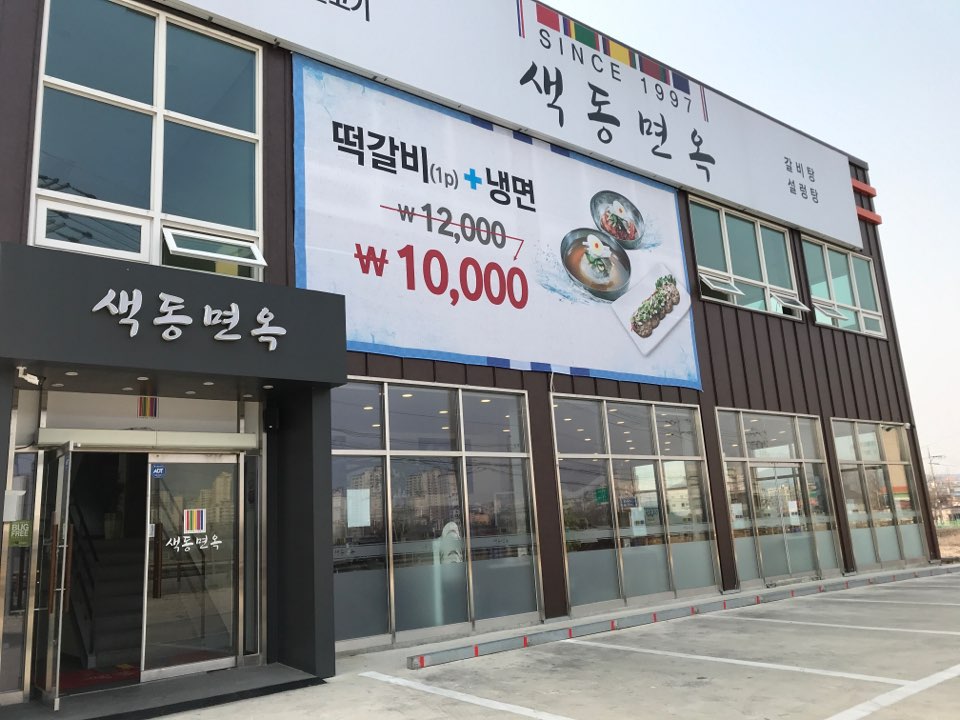 SINCE 1997
색동면옥
갈비탕
설렁탕
떡갈비(1p)+냉면
₩12,000
₩10,000
색동면옥
ADT
색동면옥
BUG
FREE